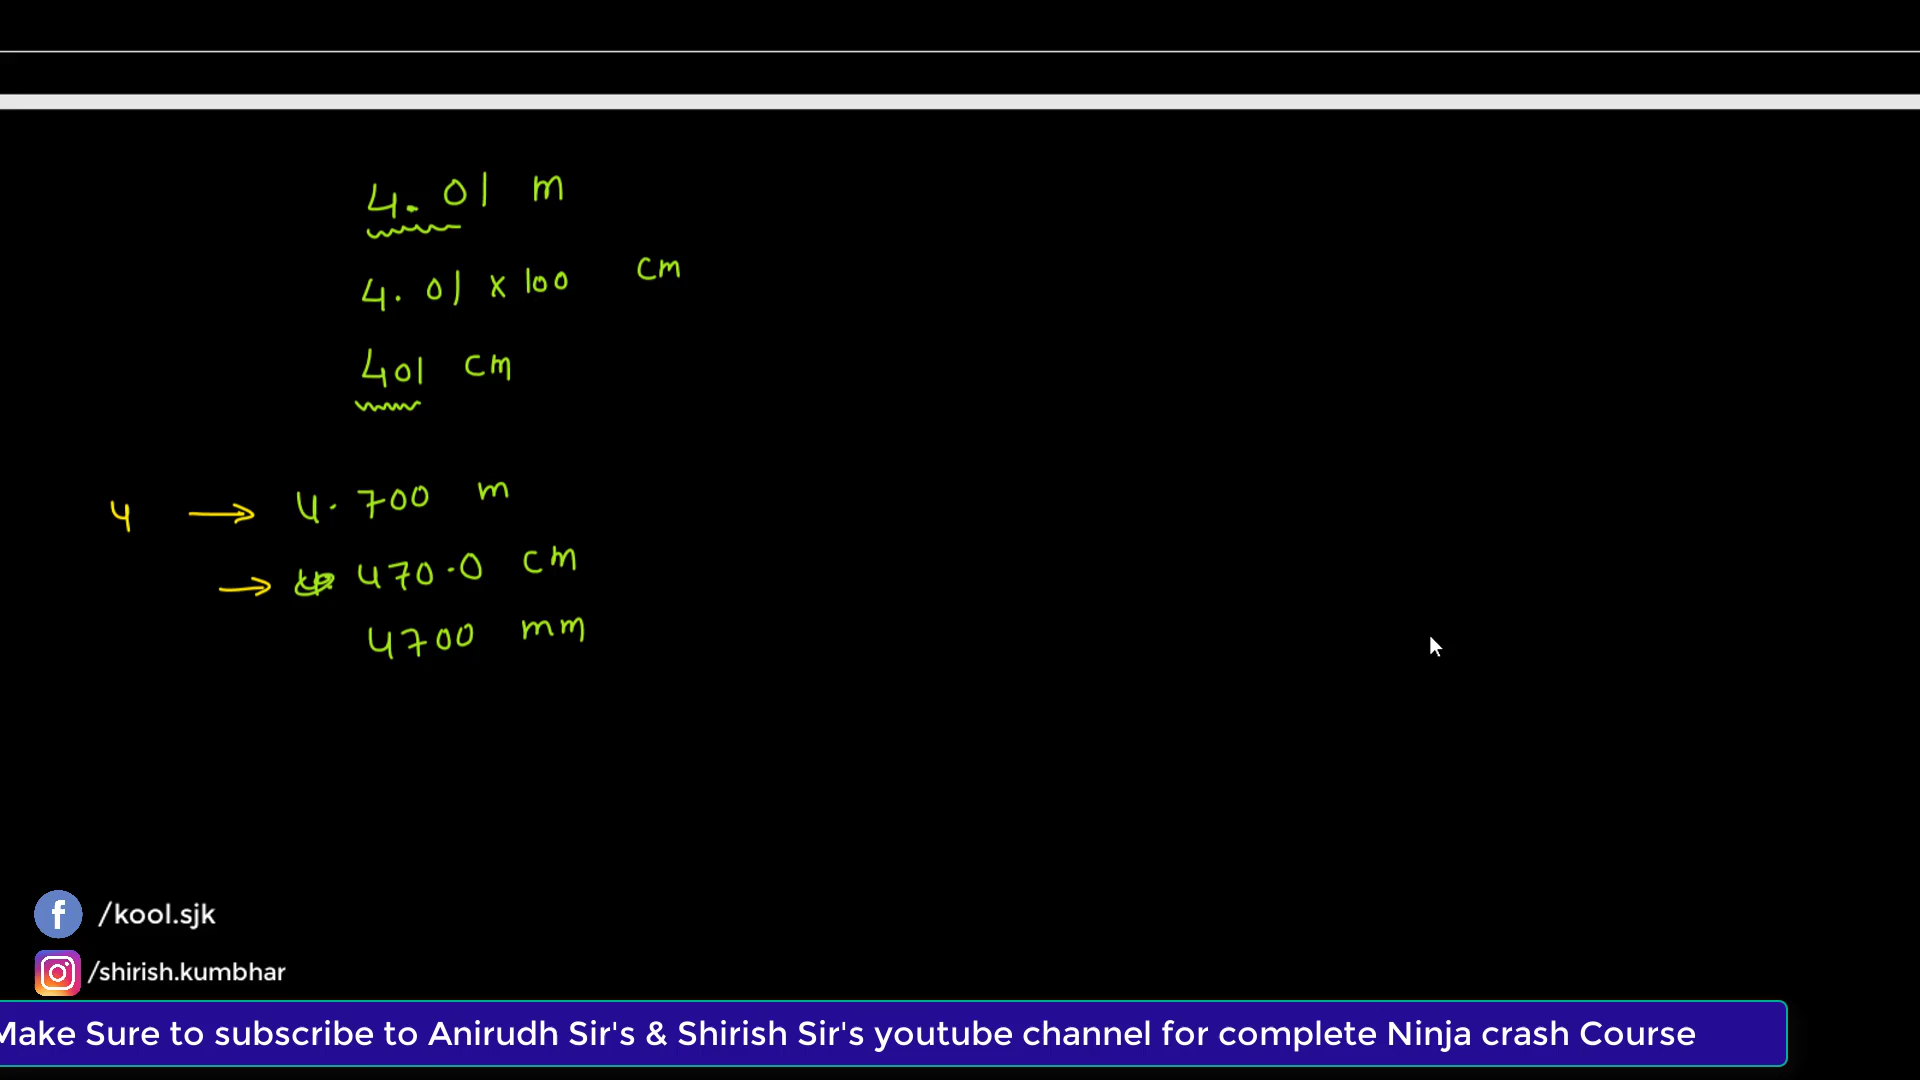 4.01 m
4.01 x 100 cm
401 cm
4 → 4.700 m
→ 470.0 cm
4700 mm
/kool.sjk
/shirish.kumbhar
Make Sure to subscribe to Anirudh Sir's & Shirish Sir's youtube channel for complete Ninja crash Course